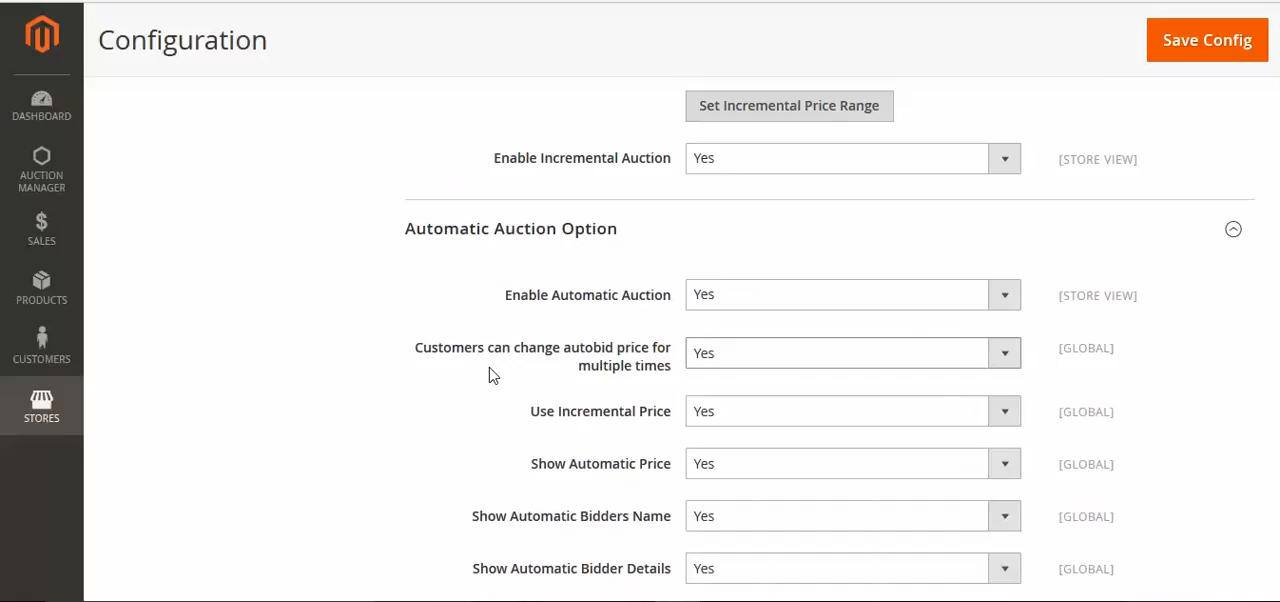 Configuration
Save Config
DASHBOARD
AUCTION
MANAGER
SALES
PRODUCTS
CUSTOMERS
STORES
Set Incremental Price Range
Enable Incremental Auction Yes [STORE VIEW]
Automatic Auction Option
Enable Automatic Auction Yes [STORE VIEW]
Customers can change autobid price for
multiple times Yes [GLOBAL]
Use Incremental Price Yes [GLOBAL]
Show Automatic Price Yes [GLOBAL]
Show Automatic Bidders Name Yes [GLOBAL]
Show Automatic Bidder Details Yes [GLOBAL]